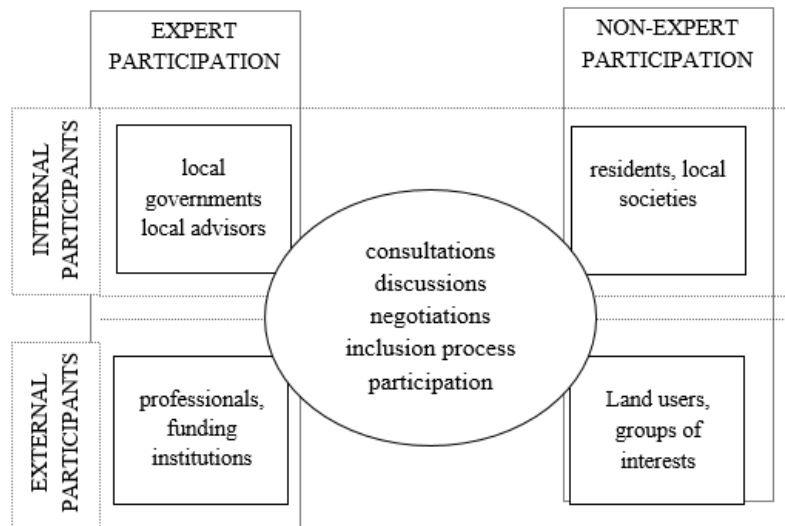 EXPERT
PARTICIPATION
NON-EXPERT
PARTICIPATION
INTERNAL
PARTICIPANTS
local
governments
local advisors
residents, local
societies
consultations
discussions
negotiations
inclusion process
participation
EXTERNAL
PARTICIPANTS
professionals,
funding
institutions
Land users,
groups of
interests